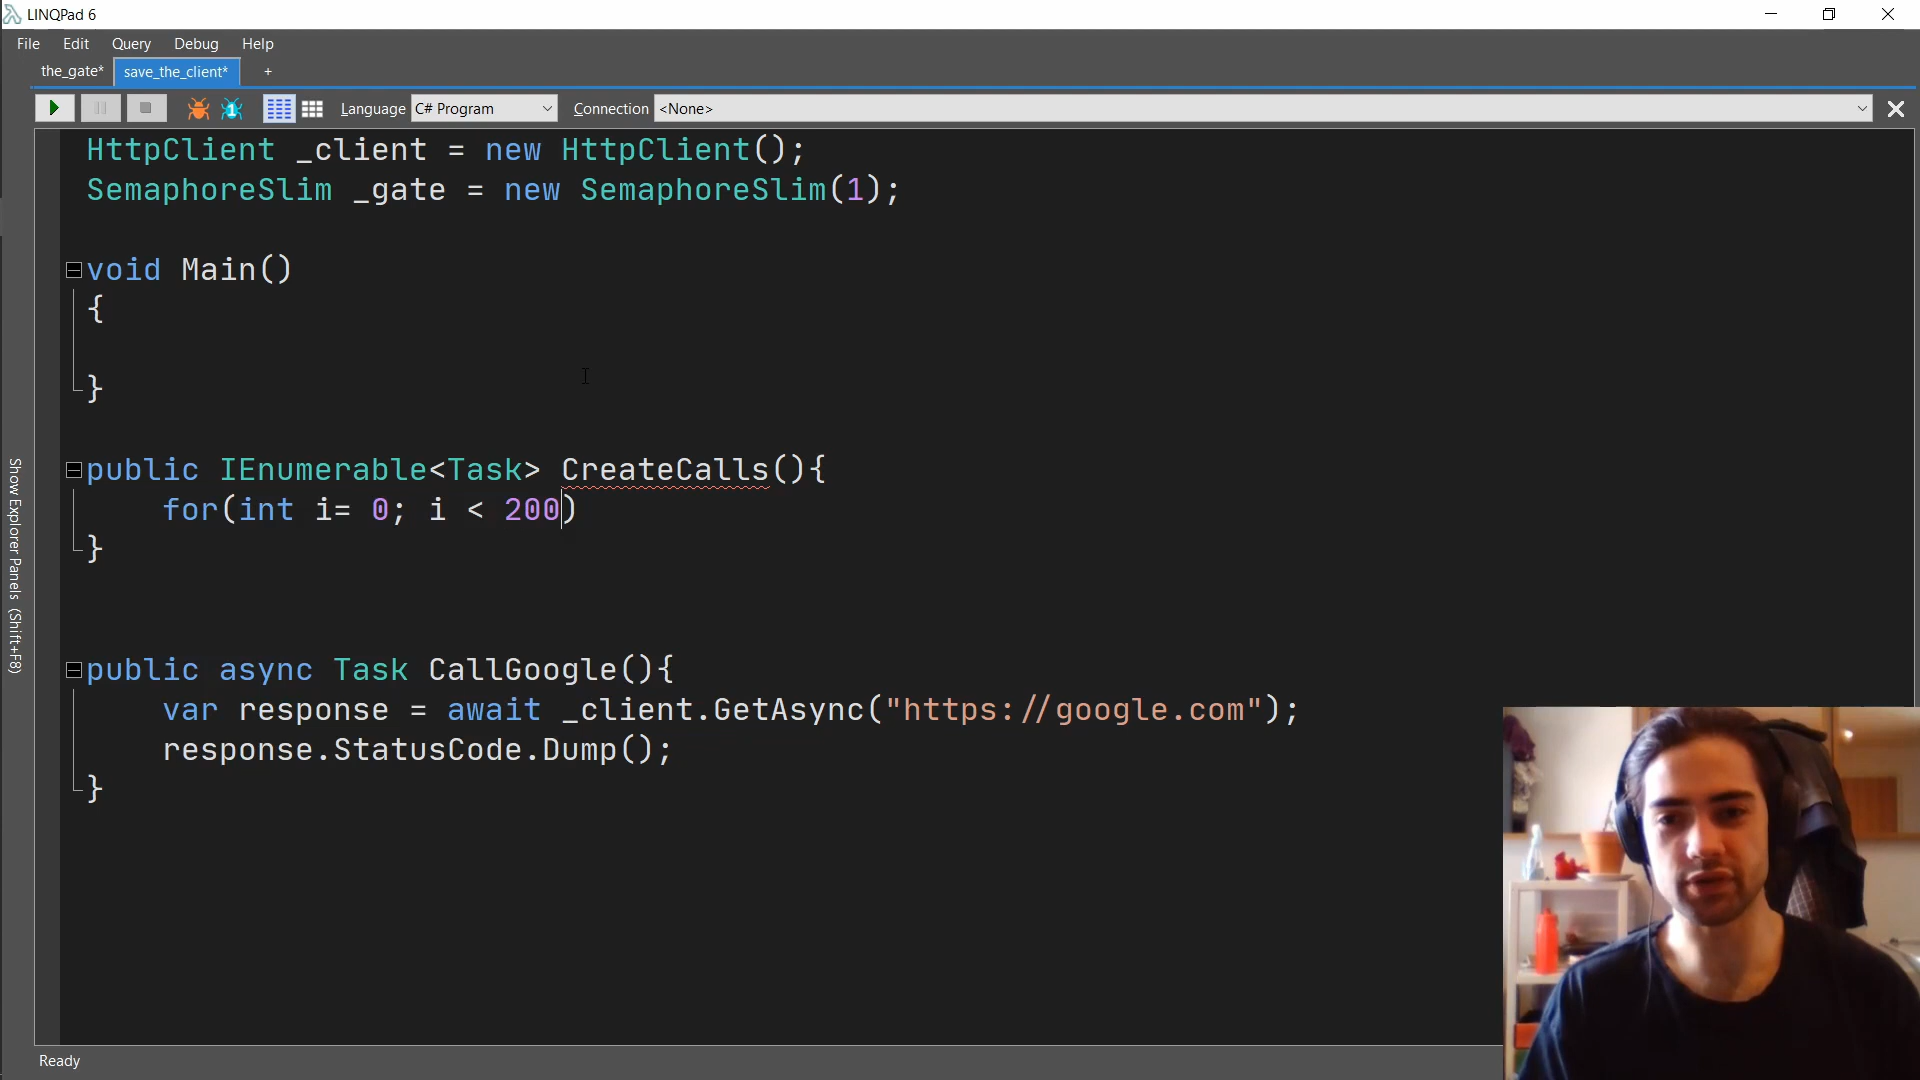 LINQPad 6
File Edit Query Debug Help
the_gate* save_the_client* +
Language C# Program Connection <None>
HttpClient _client = new HttpClient();
SemaphoreSlim _gate = new SemaphoreSlim(1);
void Main()
{
}
public IEnumerable<Task> CreateCalls(){
for(int i= 0; i < 200)
}
public async Task CallGoogle(){
var response = await _client.GetAsync("https://google.com");
response.StatusCode.Dump();
}
Show Explorer Panels (Shift+F8)
Ready